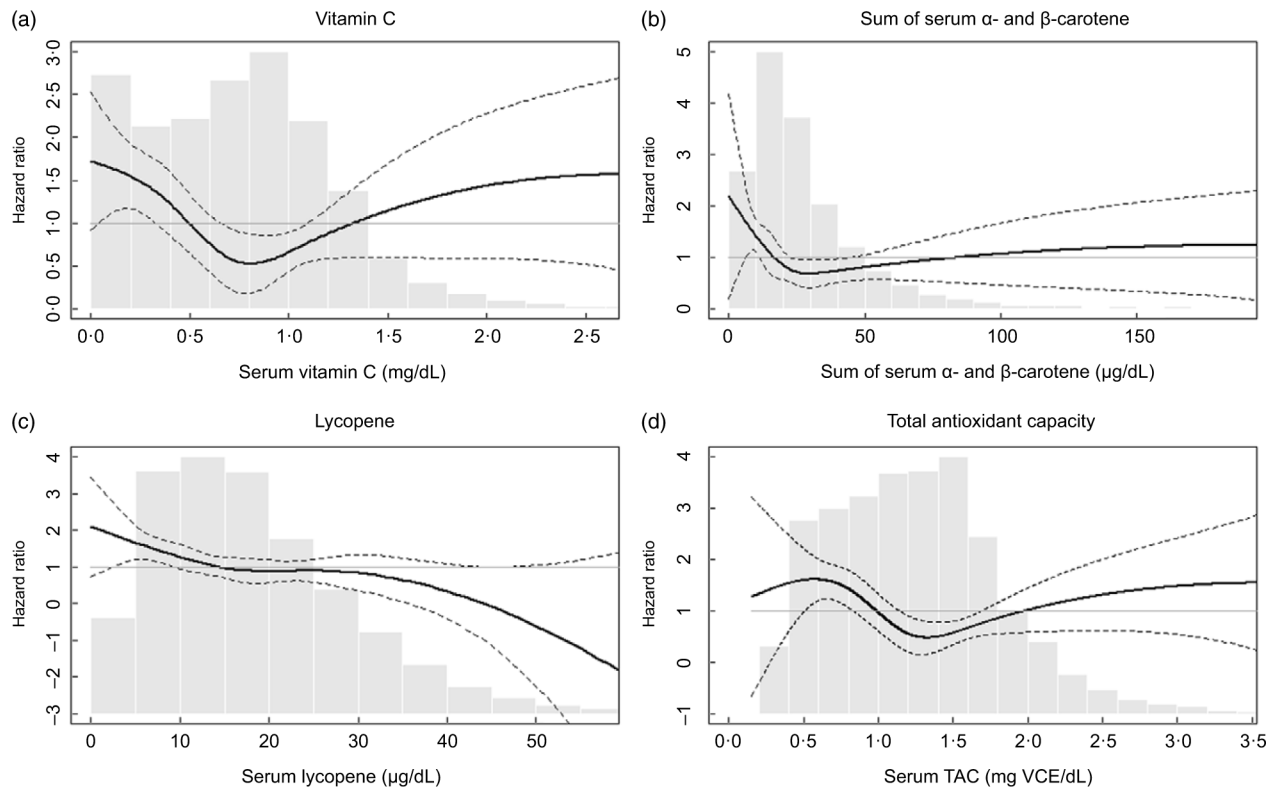 (a)
Vitamin C
Hazard ratio
3·0
2·5
2·0
1·5
1·0
0·5
0·0
0·0 0·5 1·0 1·5 2·0 2·5
Serum vitamin C (mg/dL)
(b)
Sum of serum α- and β-carotene
Hazard ratio
5
4
3
2
1
0
0 50 100 150
Sum of serum α- and β-carotene (μg/dL)
(c)
Lycopene
Hazard ratio
4
3
2
1
0
−1
−2
−3
0 10 20 30 40 50
Serum lycopene (μg/dL)
(d)
Total antioxidant capacity
Hazard ratio
4
3
2
1
0
−1
0·0 0·5 1·0 1·5 2·0 2·5 3·0 3·5
Serum TAC (mg VCE/dL)